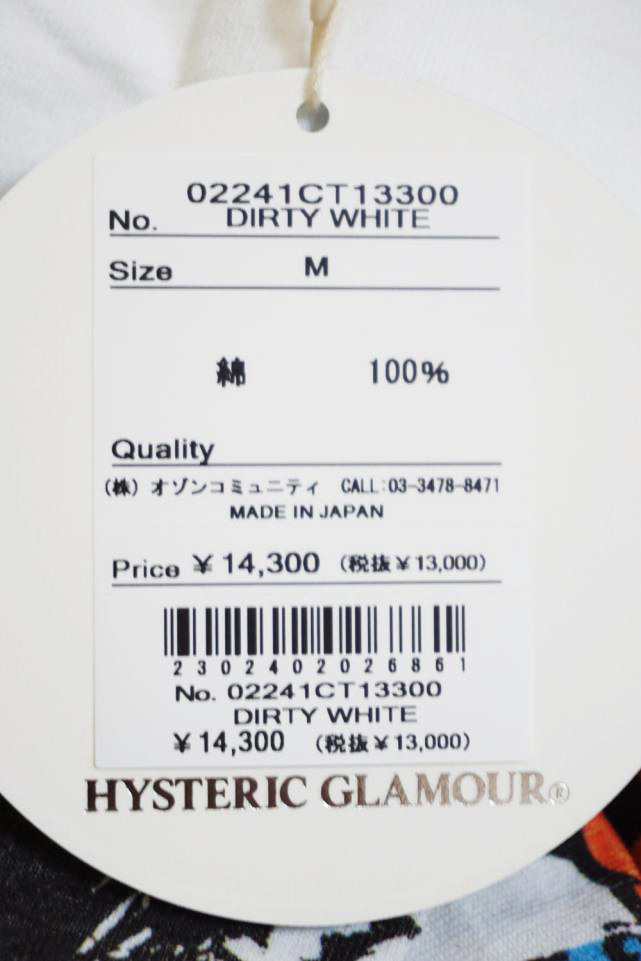 02241CT13300
No. DIRTY WHITE
Size M
綿 100%
Quality
(株) オゾンコミュニティ CALL:03-3478-8471
MADE IN JAPAN
Price ¥14,300 (税抜¥13,000)
2302402026861
No. 02241CT13300
DIRTY WHITE
¥14,300 (税抜¥13,000)
HYSTERIC GLAMOUR®